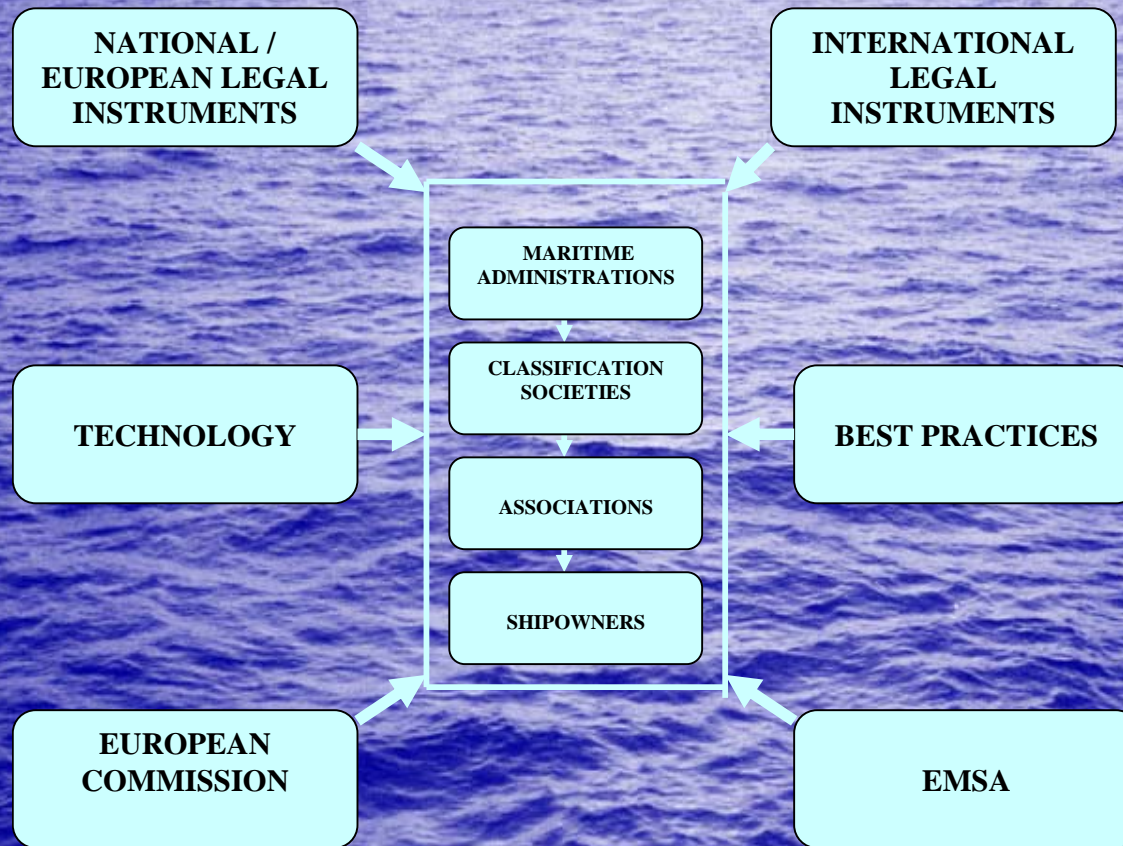 NATIONAL /
EUROPEAN LEGAL
INSTRUMENTS
INTERNATIONAL
LEGAL
INSTRUMENTS
MARITIME
ADMINISTRATIONS
CLASSIFICATION
SOCIETIES
TECHNOLOGY
BEST PRACTICES
ASSOCIATIONS
SHIPOWNERS
EUROPEAN
COMMISSION
EMSA